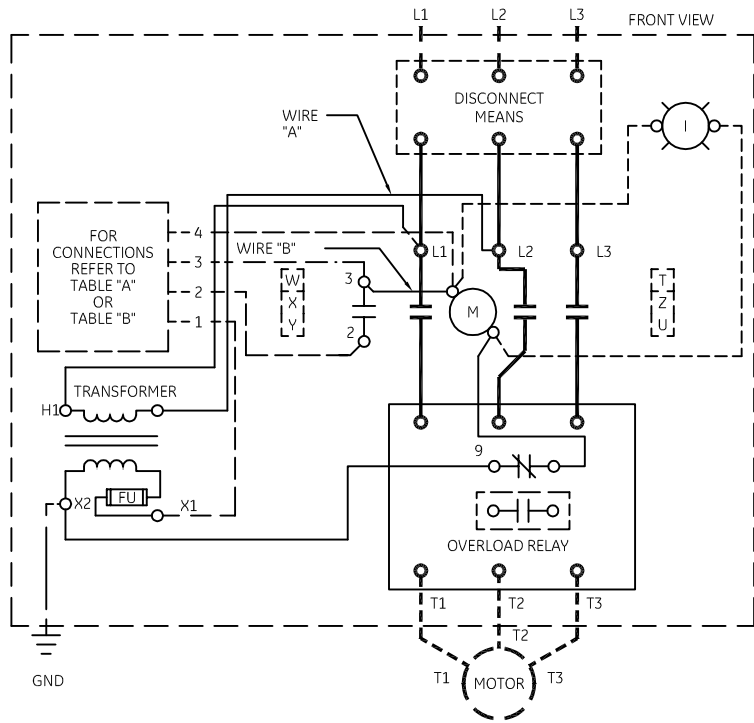 L1
L2
L3
FRONT VIEW
DISCONNECT
MEANS
WIRE
"A"
I
FOR
CONNECTIONS
REFER TO
TABLE "A"
OR
TABLE "B"
4
3
2
1
WIRE "B"
L1
L2
L3
W
X
Y
3
2
M
T
Z
U
TRANSFORMER
H1
9
FU
X2
X1
OVERLOAD RELAY
T1
T2
T3
T2
T1
MOTOR
T3
GND